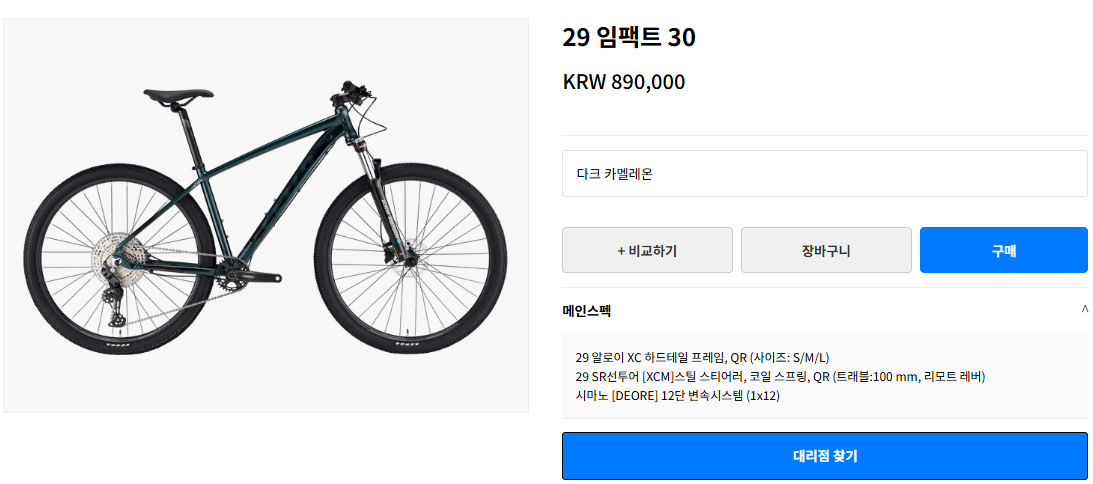 29 임팩트 30
KRW 890,000
다크 카멜레온
+ 비교하기
장바구니
구매
메인스펙
29 알로이 XC 하드테일 프레임, QR (사이즈: S/M/L)
29 SR선투어 [XCM]스틸 스티어러, 코일 스프링, QR (트래블:100 mm, 리모트 레버)
시마노 [DEORE] 12단 변속시스템 (1x12)
대리점 찾기
KENDA
KENDA